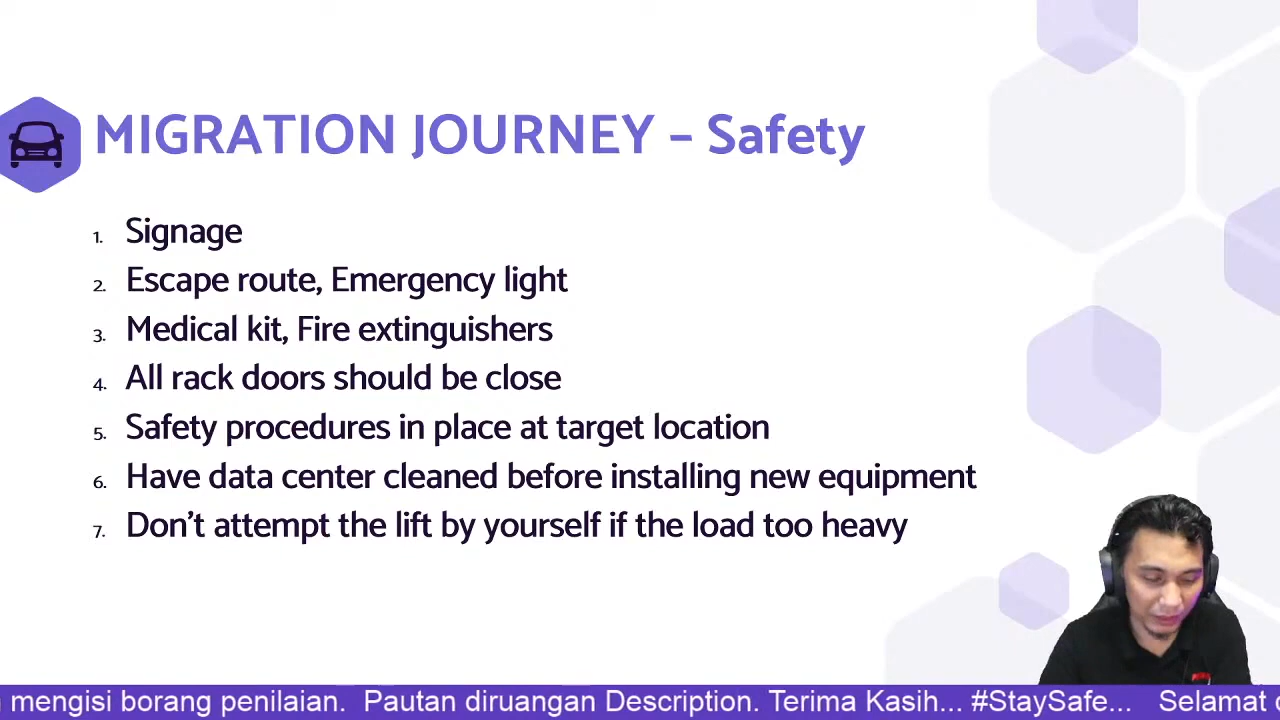 MIGRATION JOURNEY – Safety
1. Signage
2. Escape route, Emergency light
3. Medical kit, Fire extinguishers
4. All rack doors should be close
5. Safety procedures in place at target location
6. Have data center cleaned before installing new equipment
7. Don't attempt the lift by yourself if the load too heavy
mengisi borang penilaian. Pautan diruangan Description. Terima Kasih... #StaySafe... Selamat